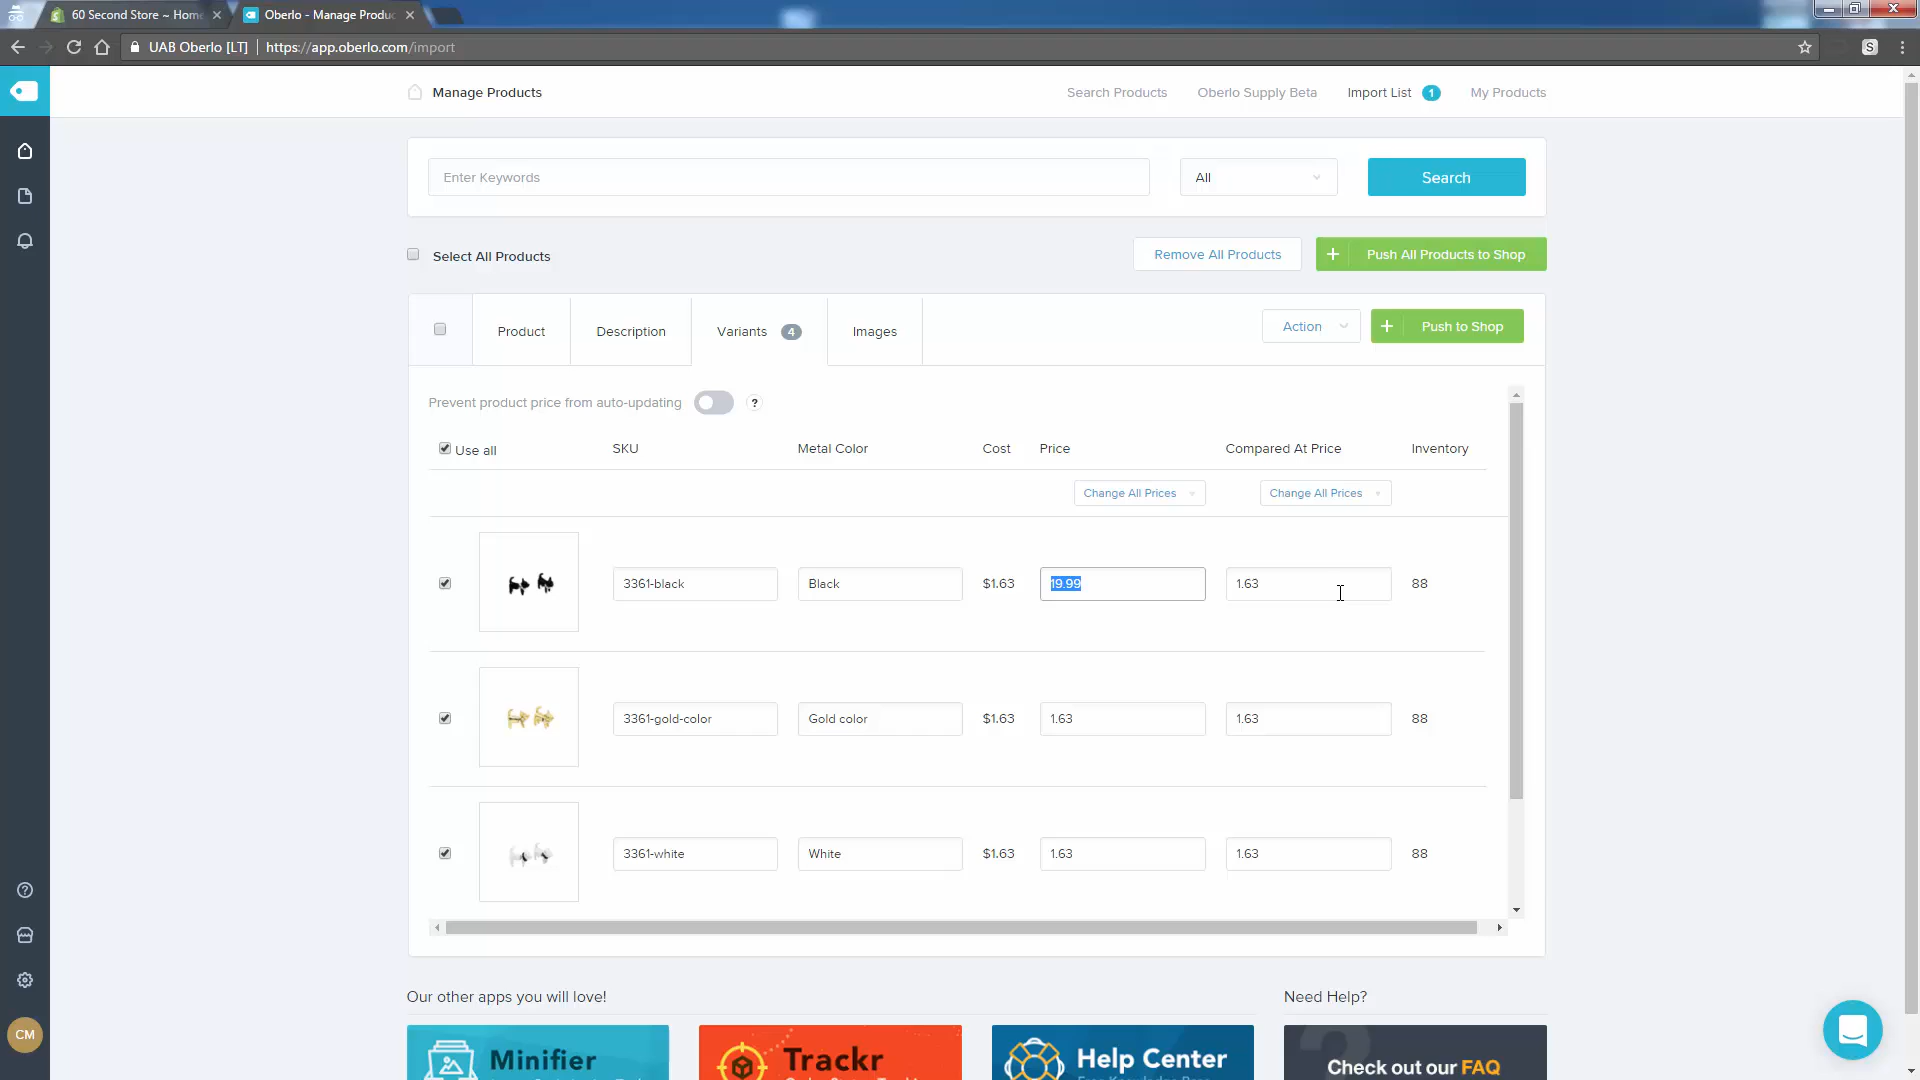 60 Second Store ~ Hom
Oberlo - Manage Produc
UAB Oberlo [LT]
https://app.oberlo.com/import
S
Manage Products
Search Products
Oberlo Supply Beta
Import List 1
My Products
Enter Keywords
All
Search
Select All Products
Remove All Products
+ Push All Products to Shop
Product
Description
Variants 4
Images
Action
+ Push to Shop
Prevent product price from auto-updating ?
Use all
SKU
Metal Color
Cost
Price
Compared At Price
Inventory
Change All Prices
Change All Prices
3361-black
Black
$1.63
19.99
1.63
88
3361-gold-color
Gold color
$1.63
1.63
1.63
88
3361-white
White
$1.63
1.63
1.63
88
CM
Our other apps you will love!
Need Help?
Minifier
Trackr
Help Center
Check out our FAQ